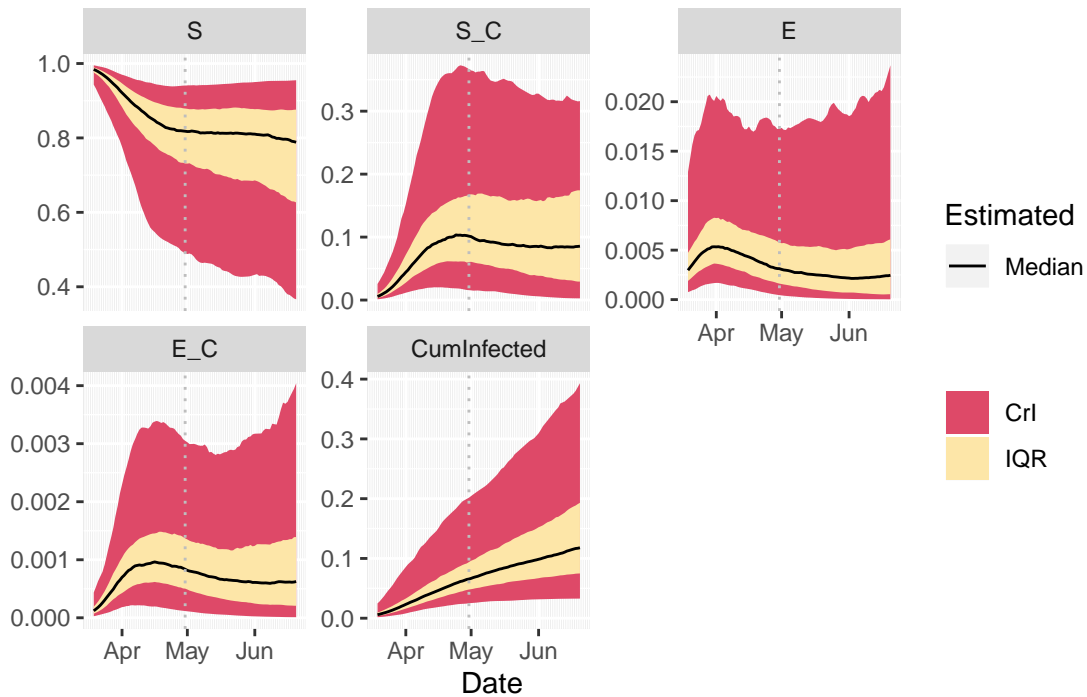 S
S_C
E
1.0
0.8
0.6
0.4
0.3
0.2
0.1
0.0
0.020
0.015
0.010
0.005
0.000
Apr May Jun
Estimated
Median
CrI
IQR
E_C
CumInfected
0.004
0.003
0.002
0.001
0.000
Apr May Jun
0.4
0.3
0.2
0.1
0.0
Apr May Jun
Date